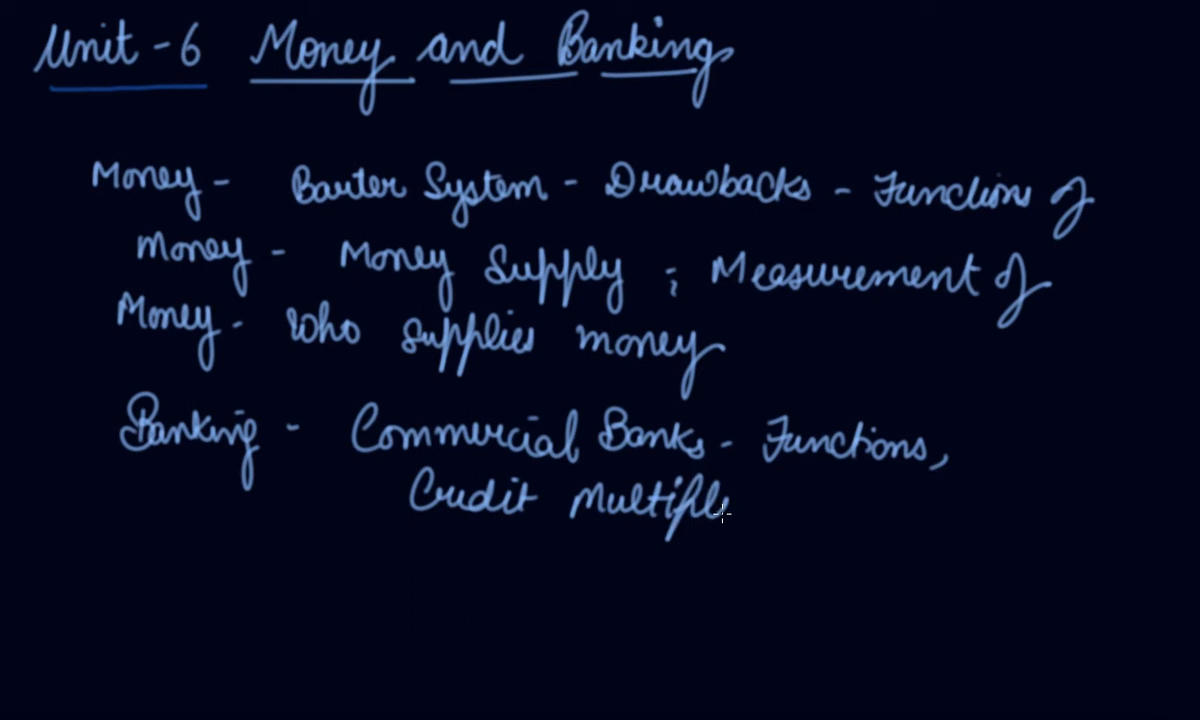 Unit - 6 Money and Banking
Money - Barter System - Drawbacks - Functions of
Money - Money Supply ; Measurement of
Money - Who supplies money
Banking - Commercial Banks - Functions,
Credit Multiple